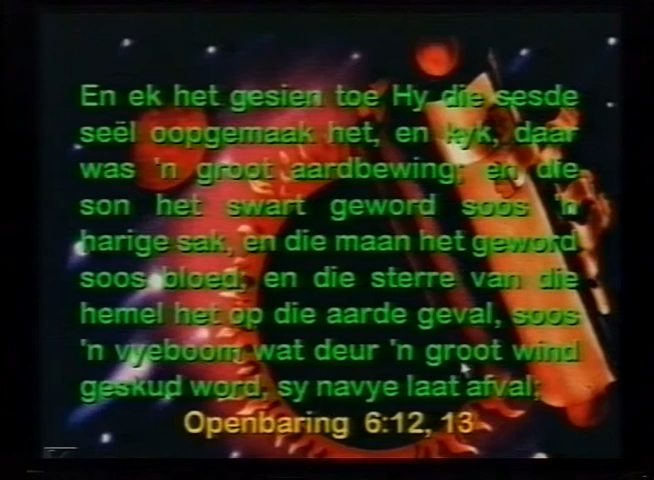 En ek het gesien toe Hy die sesde
seël oopgemaak het, en kyk, daar
was 'n groot aardbewing; en die
son het swart geword soos 'n
harige sak, en die maan het geword
soos bloed; en die sterre van die
hemel het op die aarde geval, soos
'n vyeboom wat deur 'n groot wind
geskud word, sy navye laat afval;
Openbaring 6:12, 13